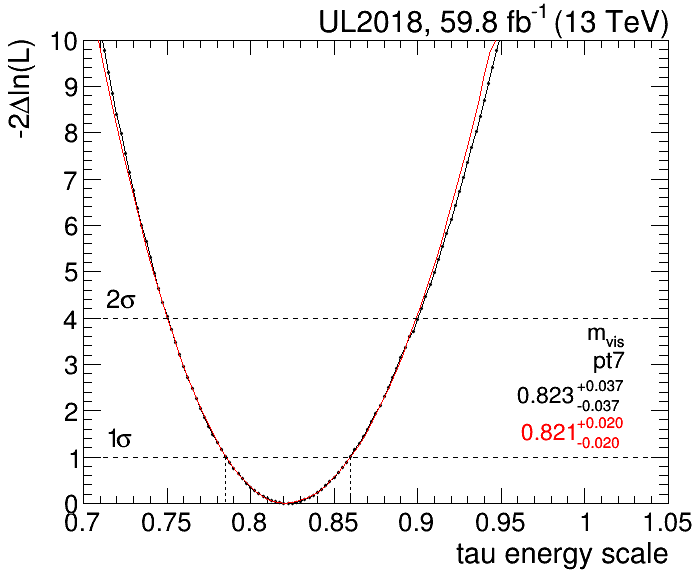 UL2018, 59.8 fb⁻¹ (13 TeV)
-2Δln(L)
10
9
8
7
6
5
4
3
2
1
0
2σ
1σ
m_vis
pt7
0.823 +0.037 -0.037
0.821 +0.020 -0.020
0.7 0.75 0.8 0.85 0.9 0.95 1 1.05
tau energy scale